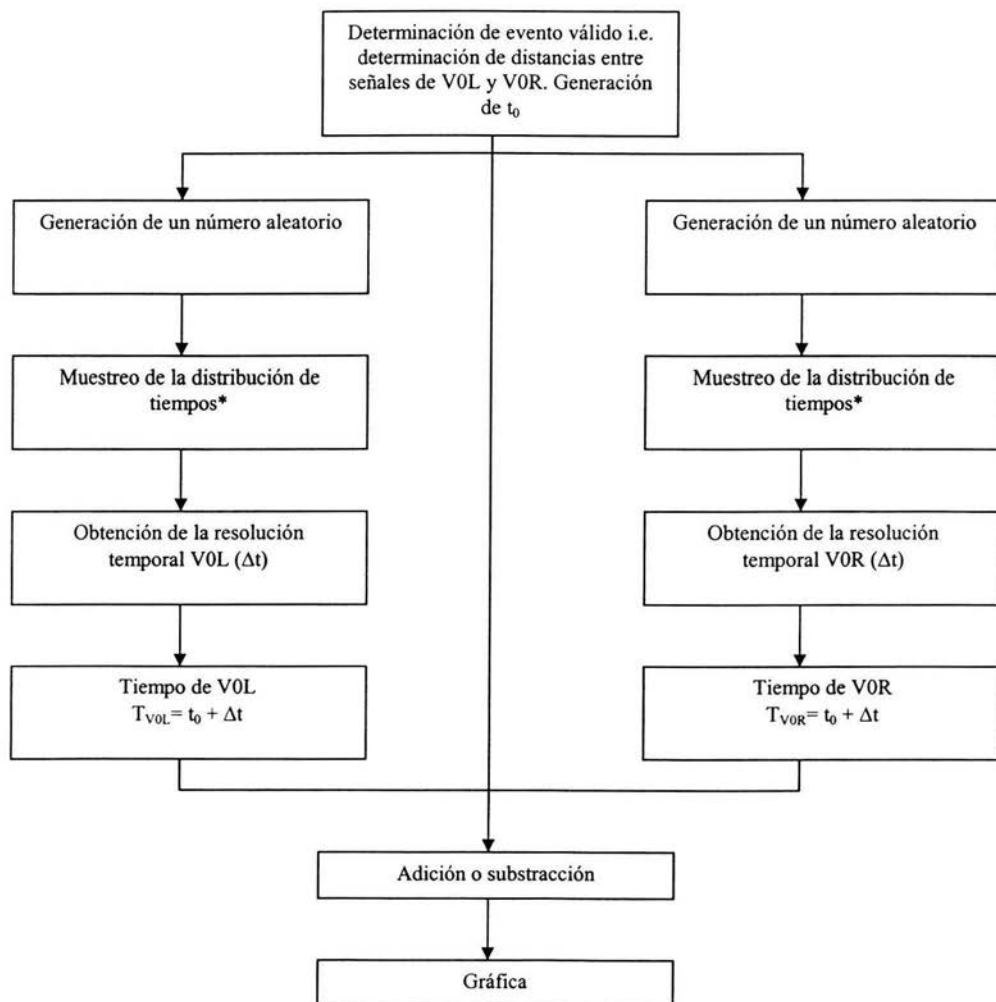 Determinación de evento válido i.e.
determinación de distancias entre
señales de V0L y V0R. Generación
de t₀
Generación de un número aleatorio
Generación de un número aleatorio
Muestreo de la distribución de
tiempos*
Muestreo de la distribución de
tiempos*
Obtención de la resolución
temporal V0L (Δt)
Obtención de la resolución
temporal V0R (Δt)
Tiempo de V0L
T_V0L= t₀ + Δt
Tiempo de V0R
T_V0R= t₀ + Δt
Adición o substracción
Gráfica